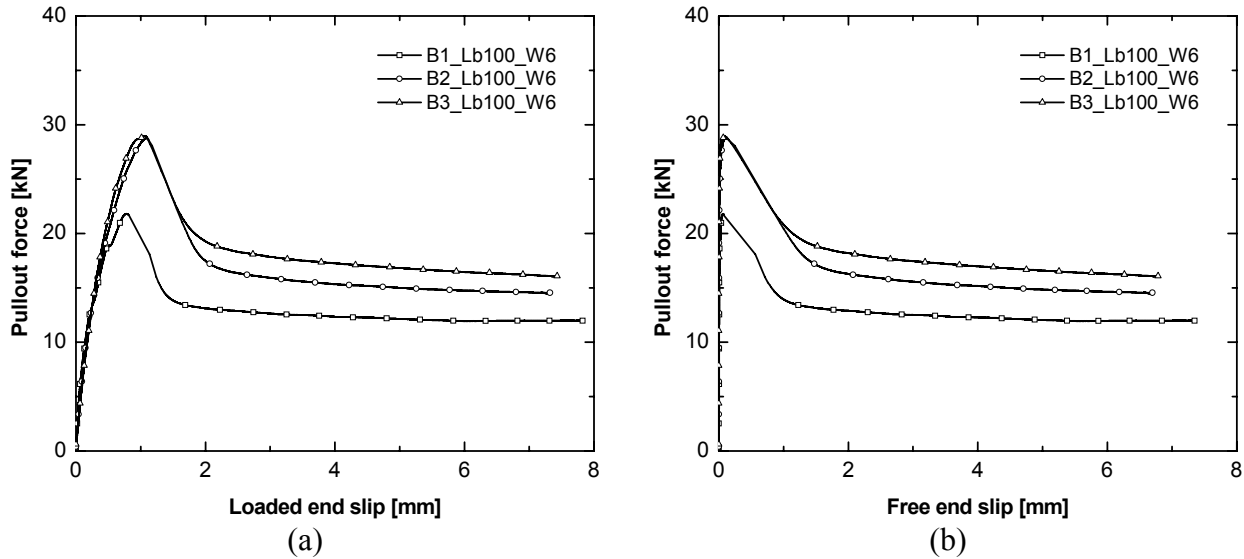 40
30
20
10
0
Pullout force [kN]
B1_Lb100_W6
B2_Lb100_W6
B3_Lb100_W6
0 2 4 6 8
Loaded end slip [mm]
(a)
40
30
20
10
0
Pullout force [kN]
B1_Lb100_W6
B2_Lb100_W6
B3_Lb100_W6
0 2 4 6 8
Free end slip [mm]
(b)